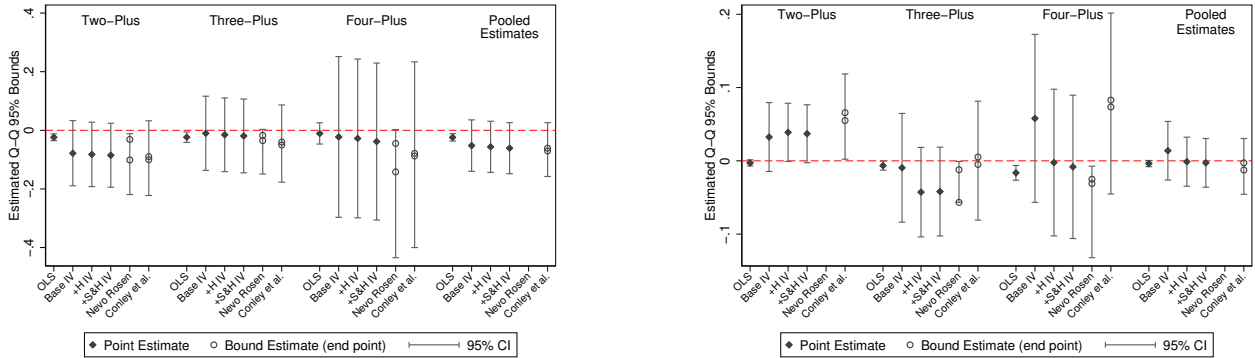 Estimated Q−Q 95% Bounds
.4
.2
0
−.2
−.4
Two−Plus
Three−Plus
Four−Plus
Pooled
Estimates
OLS
Base IV
+H IV
+S&H IV
Nevo Rosen
Conley et al.
OLS
Base IV
+H IV
+S&H IV
Nevo Rosen
Conley et al.
OLS
Base IV
+H IV
+S&H IV
Nevo Rosen
Conley et al.
OLS
Base IV
+H IV
+S&H IV
Nevo Rosen
Conley et al.
Point Estimate
Bound Estimate (end point)
95% CI
Estimated Q−Q 95% Bounds
.2
.1
0
−.1
Two−Plus
Three−Plus
Four−Plus
Pooled
Estimates
OLS
Base IV
+H IV
+S&H IV
Nevo Rosen
Conley et al.
OLS
Base IV
+H IV
+S&H IV
Nevo Rosen
Conley et al.
OLS
Base IV
+H IV
+S&H IV
Nevo Rosen
Conley et al.
OLS
Base IV
+H IV
+S&H IV
Nevo Rosen
Conley et al.
Point Estimate
Bound Estimate (end point)
95% CI